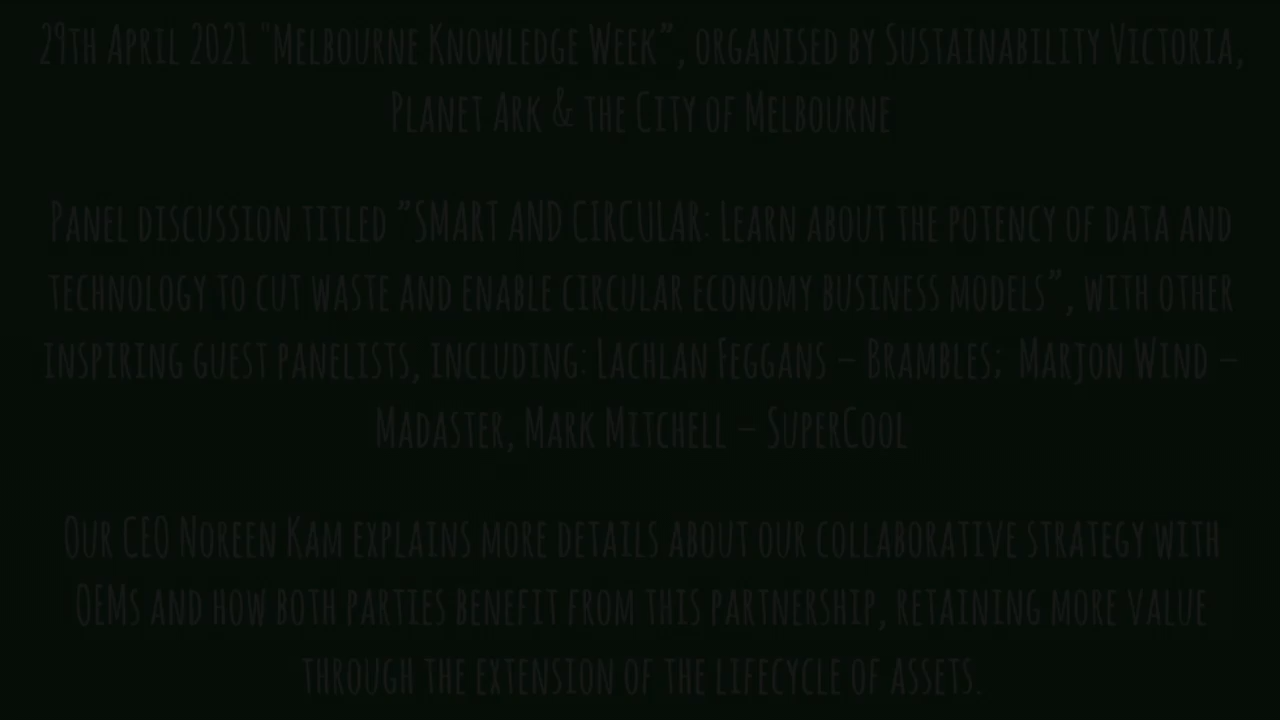 29th April 2021 "Melbourne Knowledge Week”, organised by Sustainability Victoria,
Planet Ark & the City of Melbourne
Panel discussion titled ”SMART AND CIRCULAR: Learn about the potency of data and
technology to cut waste and enable circular economy business models”, with other
inspiring guest panelists, including: Lachlan Feggans – Brambles; Marjon Wind –
Madaster, Mark Mitchell – SuperCool
Our CEO Noreen Kam explains more details about our collaborative strategy with
OEMs and how both parties benefit from this partnership, retaining more value
through the extension of the lifecycle of assets.